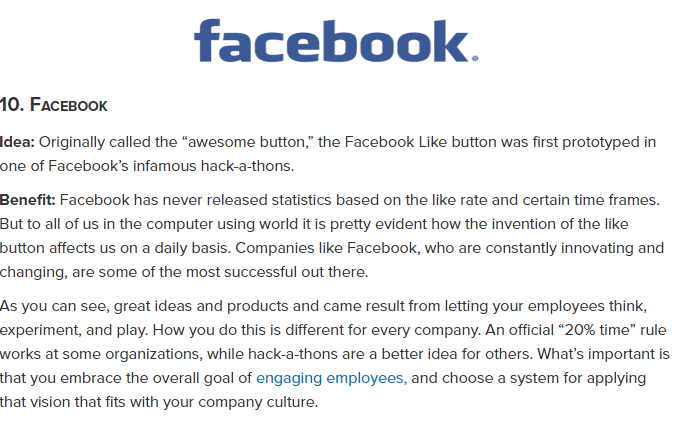 facebook.
10. FACEBOOK
Idea: Originally called the “awesome button,” the Facebook Like button was first prototyped in
one of Facebook’s infamous hack-a-thons.
Benefit: Facebook has never released statistics based on the like rate and certain time frames.
But to all of us in the computer using world it is pretty evident how the invention of the like
button affects us on a daily basis. Companies like Facebook, who are constantly innovating and
changing, are some of the most successful out there.
As you can see, great ideas and products and came result from letting your employees think,
experiment, and play. How you do this is different for every company. An official “20% time” rule
works at some organizations, while hack-a-thons are a better idea for others. What’s important is
that you embrace the overall goal of engaging employees, and choose a system for applying
that vision that fits with your company culture.